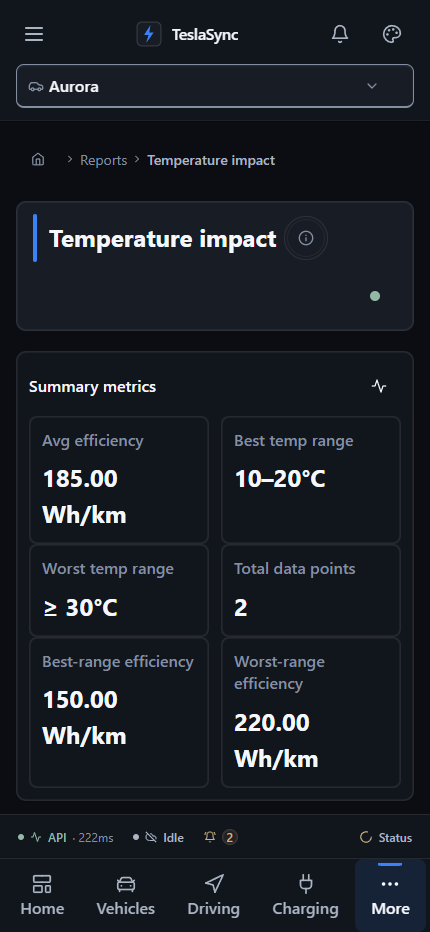 TeslaSync
Aurora
Reports
Temperature impact
Temperature impact
Summary metrics
Avg efficiency
185.00
Wh/km
Best temp range
10–20°C
Worst temp range
≥ 30°C
Total data points
2
Best-range efficiency
150.00
Wh/km
Worst-range
efficiency
220.00
Wh/km
API · 222ms
Idle
2
Status
Home
Vehicles
Driving
Charging
More